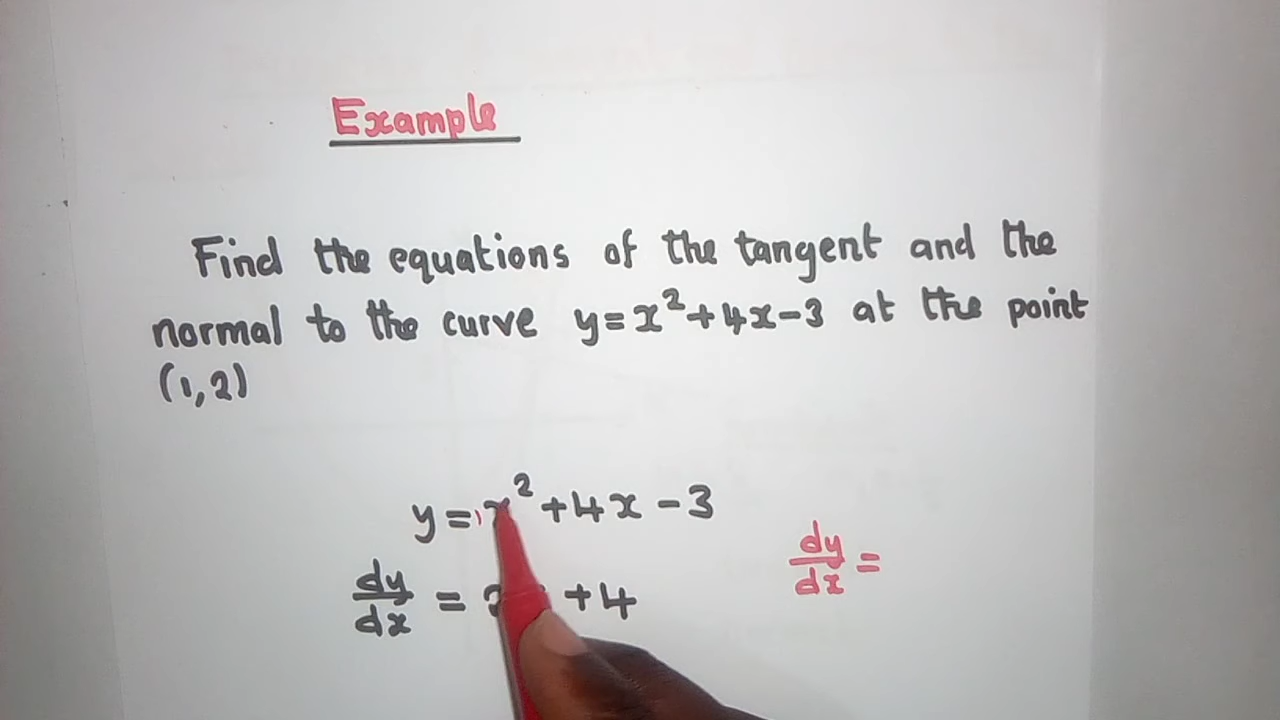 Example
Find the equations of the tangent and the
normal to the curve y=x²+4x-3 at the point
(1,2)
y=x²+4x-3
dy/dx =
dy/dx = 2 +4